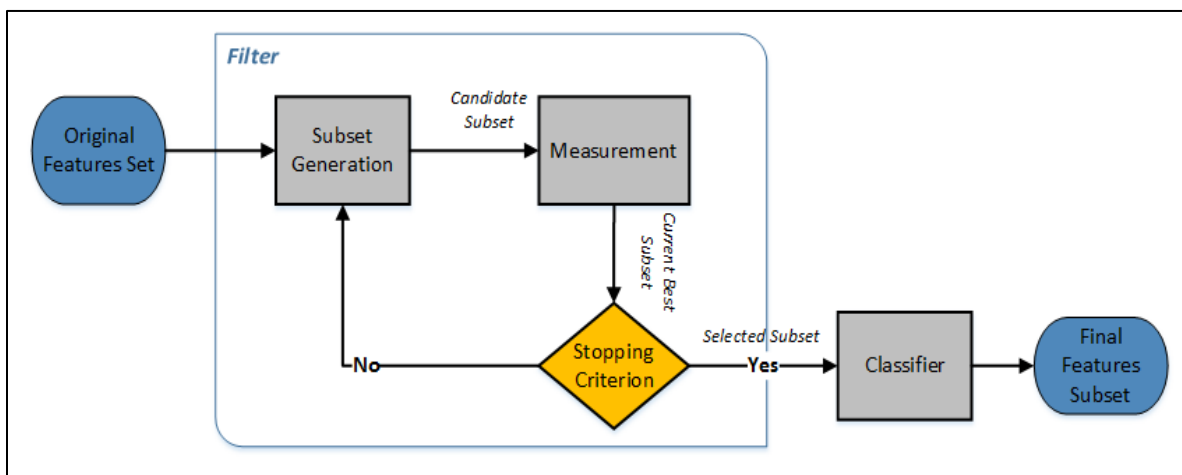 Filter
Original
Features Set
Subset
Generation
Candidate
Subset
Measurement
Current Best
Subset
Stopping
Criterion
No
Selected Subset
Yes
Classifier
Final
Features
Subset